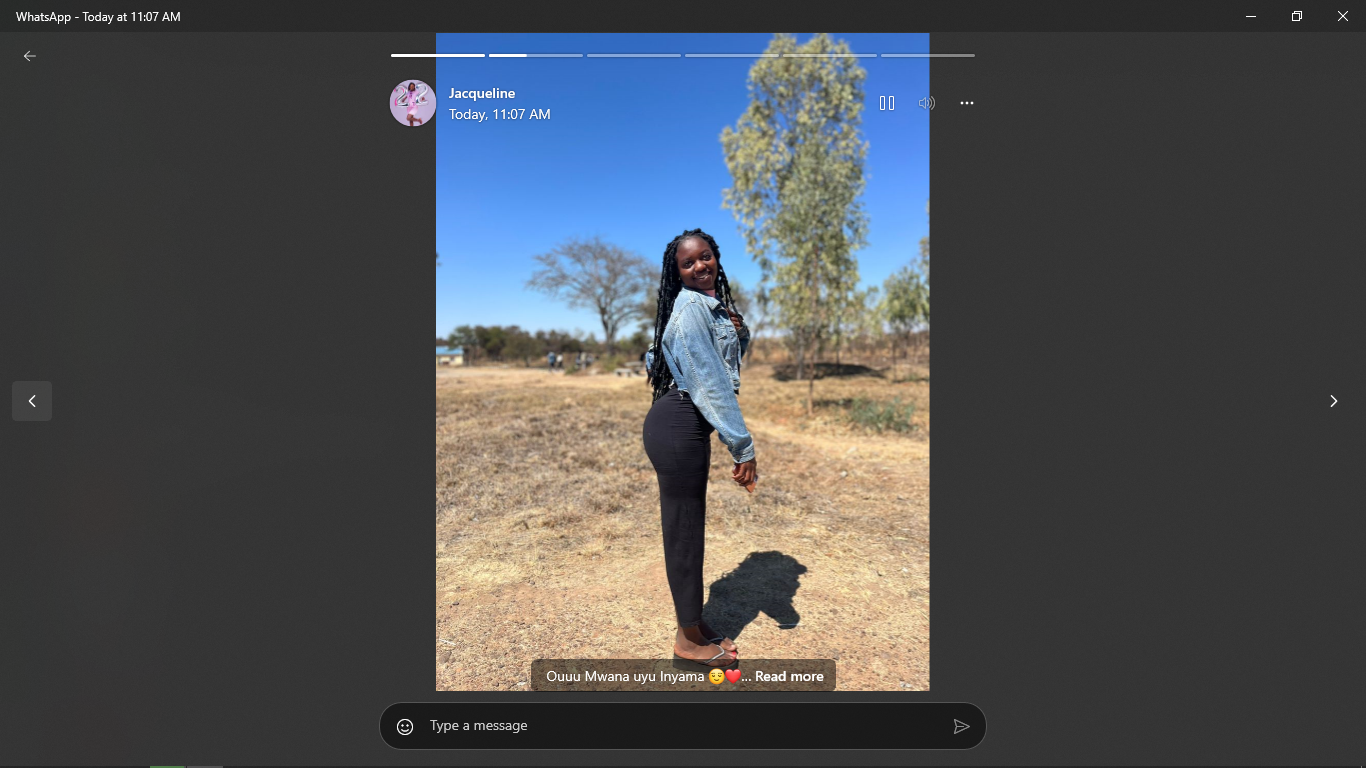 WhatsApp - Today at 11:07 AM
Jacqueline
Today, 11:07 AM
Ouuu Mwana uyu Inyama 😌❤️... Read more
Type a message